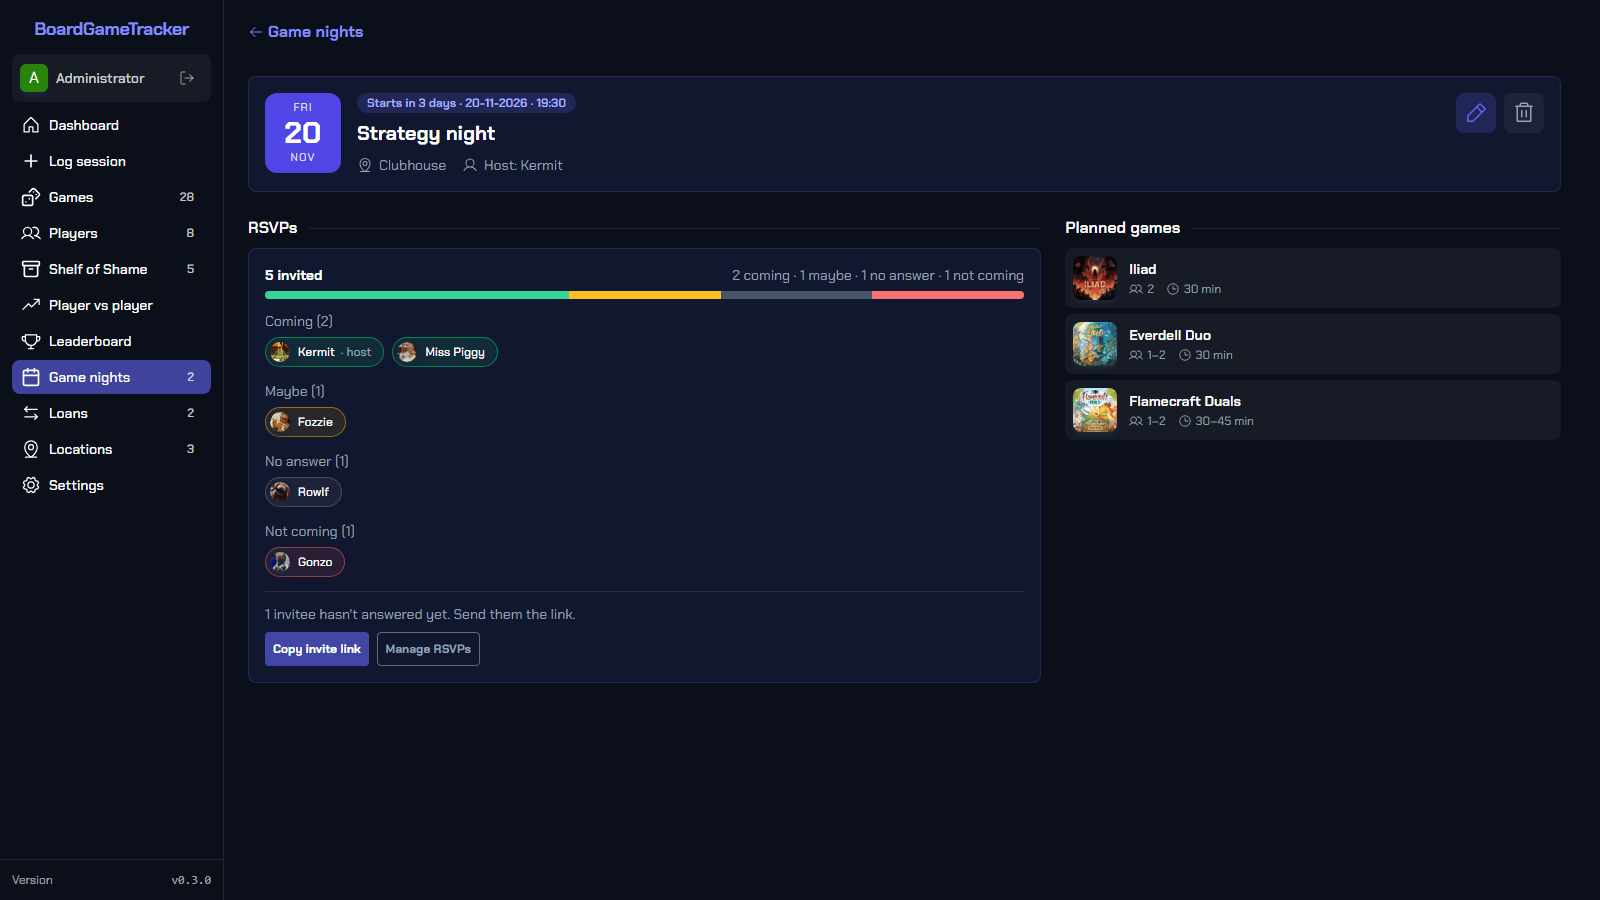 BoardGameTracker
A Administrator
Dashboard
Log session
Games 28
Players 8
Shelf of Shame 5
Player vs player
Leaderboard
Game nights 2
Loans 2
Locations 3
Settings
Version v0.3.0
← Game nights
FRI
20
NOV
Starts in 3 days · 20-11-2026 · 19:30
Strategy night
Clubhouse Host: Kermit
RSVPs
5 invited 2 coming · 1 maybe · 1 no answer · 1 not coming
Coming (2)
Kermit · host Miss Piggy
Maybe (1)
Fozzie
No answer (1)
Rowlf
Not coming (1)
Gonzo
1 invitee hasn't answered yet. Send them the link.
Copy invite link Manage RSVPs
Planned games
ILIAD
Iliad
2 30 min
Duo
Everdell Duo
1–2 30 min
Flamecraft
Flamecraft Duals
1–2 30–45 min